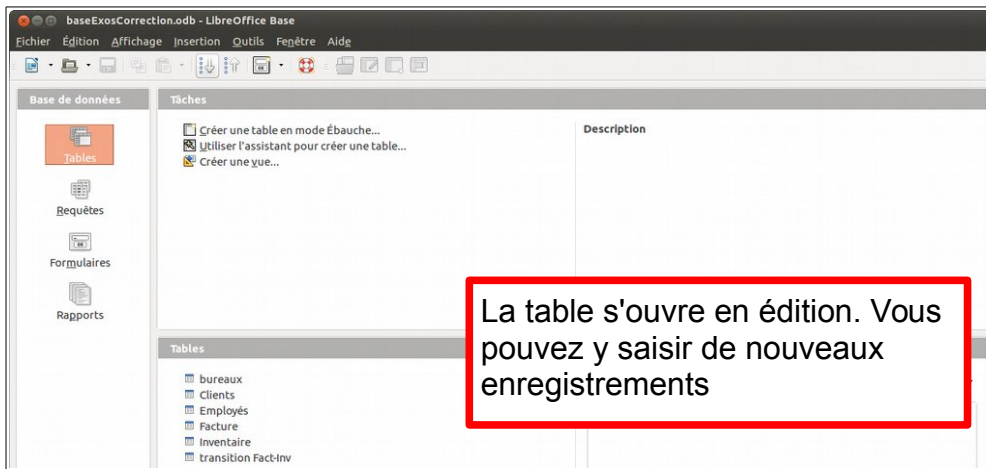 baseExosCorrection.odb - LibreOffice Base
Fichier Édition Affichage Insertion Outils Fenêtre Aide
Base de données
Tâches
Tables
Requêtes
Formulaires
Rapports
Créer une table en mode Ébauche...
Utiliser l'assistant pour créer une table...
Créer une vue...
Description
La table s'ouvre en édition. Vous
pouvez y saisir de nouveaux
enregistrements
Tables
bureaux
Clients
Employés
Facture
Inventaire
transition Fact-Inv